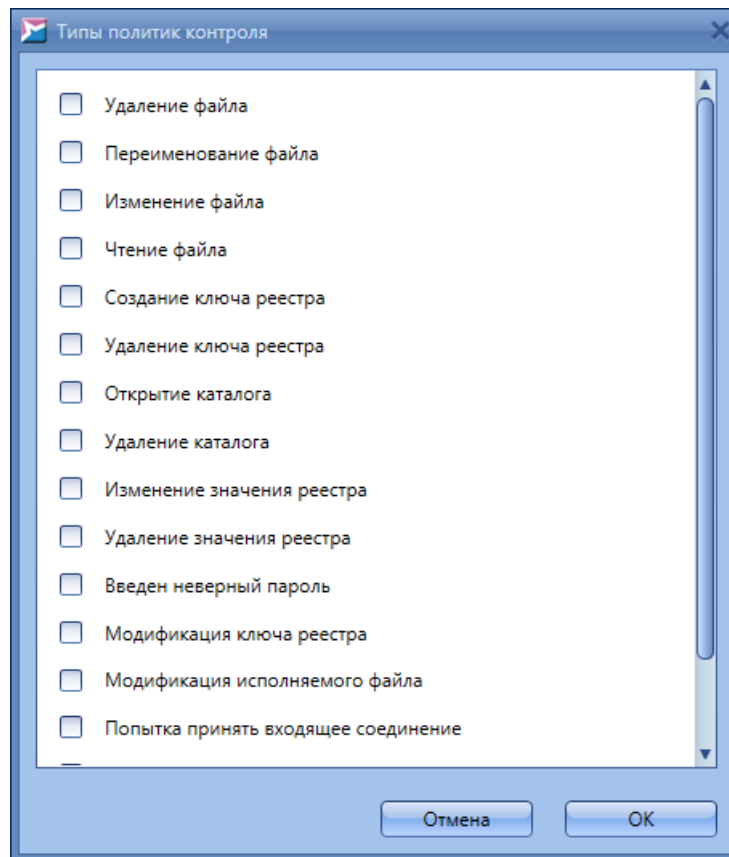 Типы политик контроля
Удаление файла
Переименование файла
Изменение файла
Чтение файла
Создание ключа реестра
Удаление ключа реестра
Открытие каталога
Удаление каталога
Изменение значения реестра
Удаление значения реестра
Введен неверный пароль
Модификация ключа реестра
Модификация исполняемого файла
Попытка принять входящее соединение
Отмена
ОК